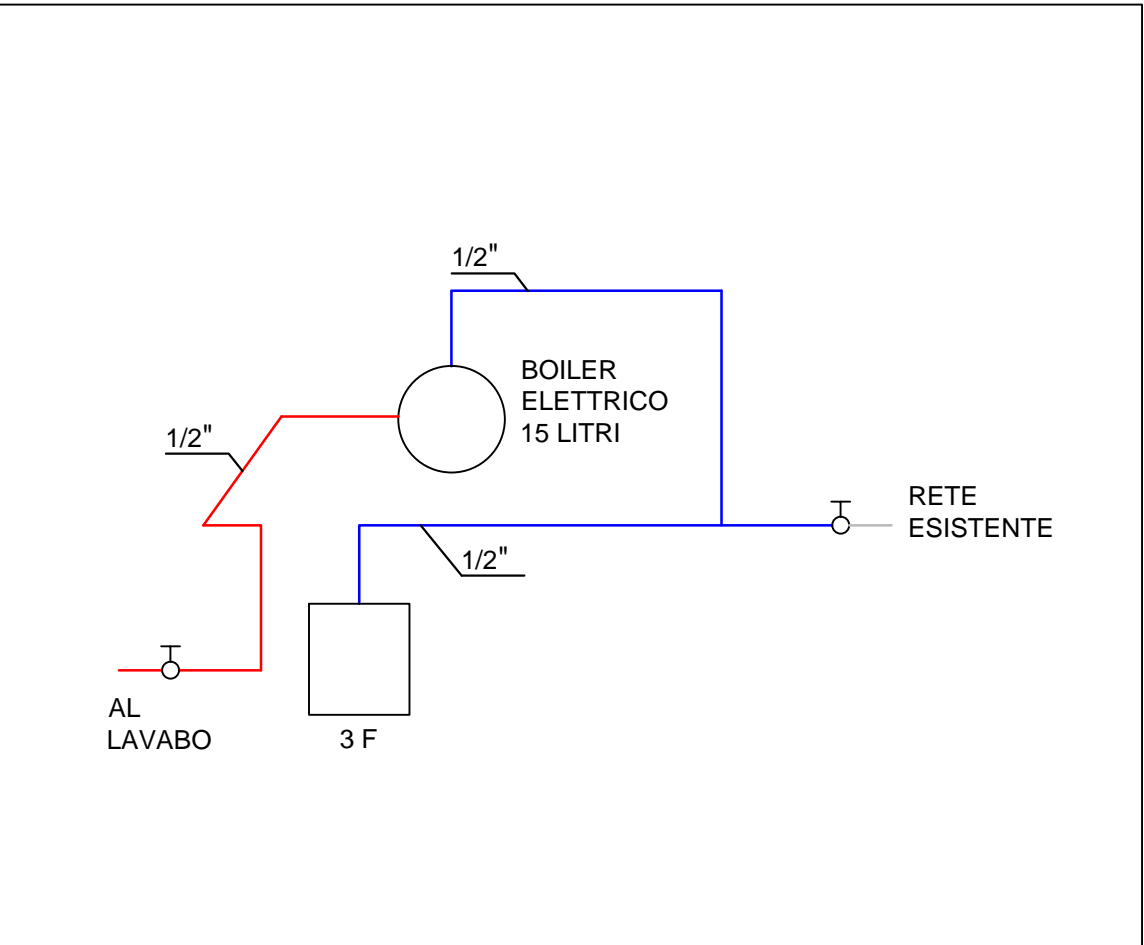 1/2"
BOILER
ELETTRICO
15 LITRI
1/2"
RETE
ESISTENTE
1/2"
AL
LAVABO
3 F